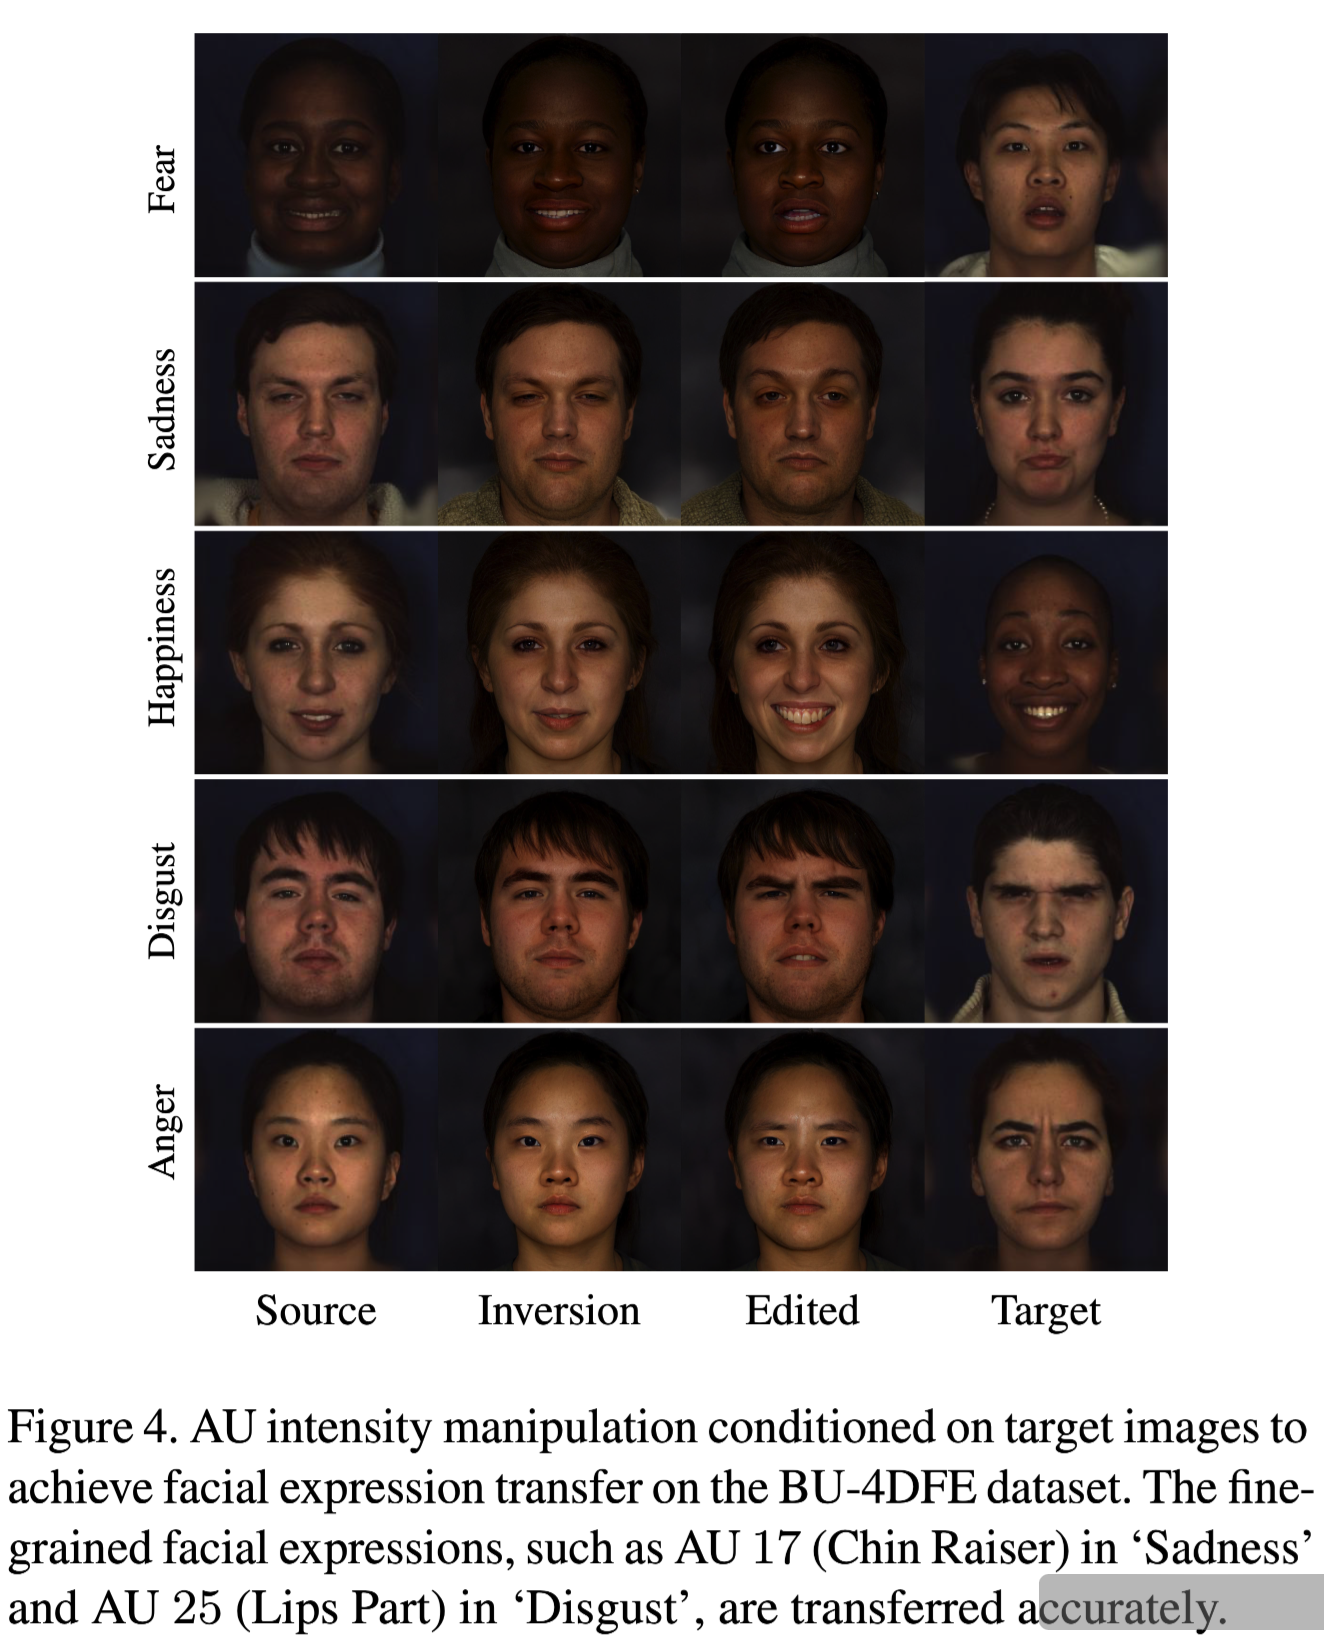 Fear
Sadness
Happiness
Disgust
Anger
Source Inversion Edited Target
Figure 4. AU intensity manipulation conditioned on target images to
achieve facial expression transfer on the BU-4DFE dataset. The fine-
grained facial expressions, such as AU 17 (Chin Raiser) in ‘Sadness’
and AU 25 (Lips Part) in ‘Disgust’, are transferred accurately.